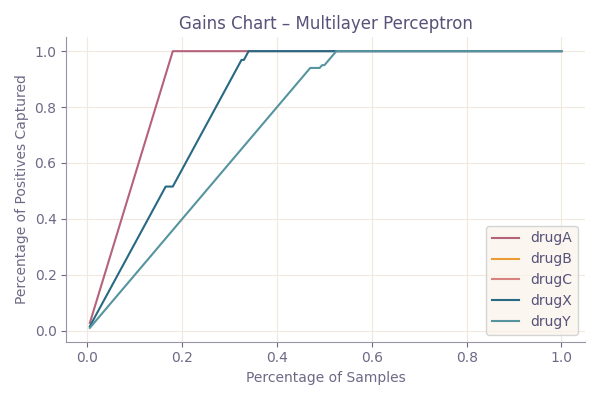 Gains Chart – Multilayer Perceptron
Percentage of Positives Captured
1.0
0.8
0.6
0.4
0.2
0.0
0.0 0.2 0.4 0.6 0.8 1.0
Percentage of Samples
drugA
drugB
drugC
drugX
drugY